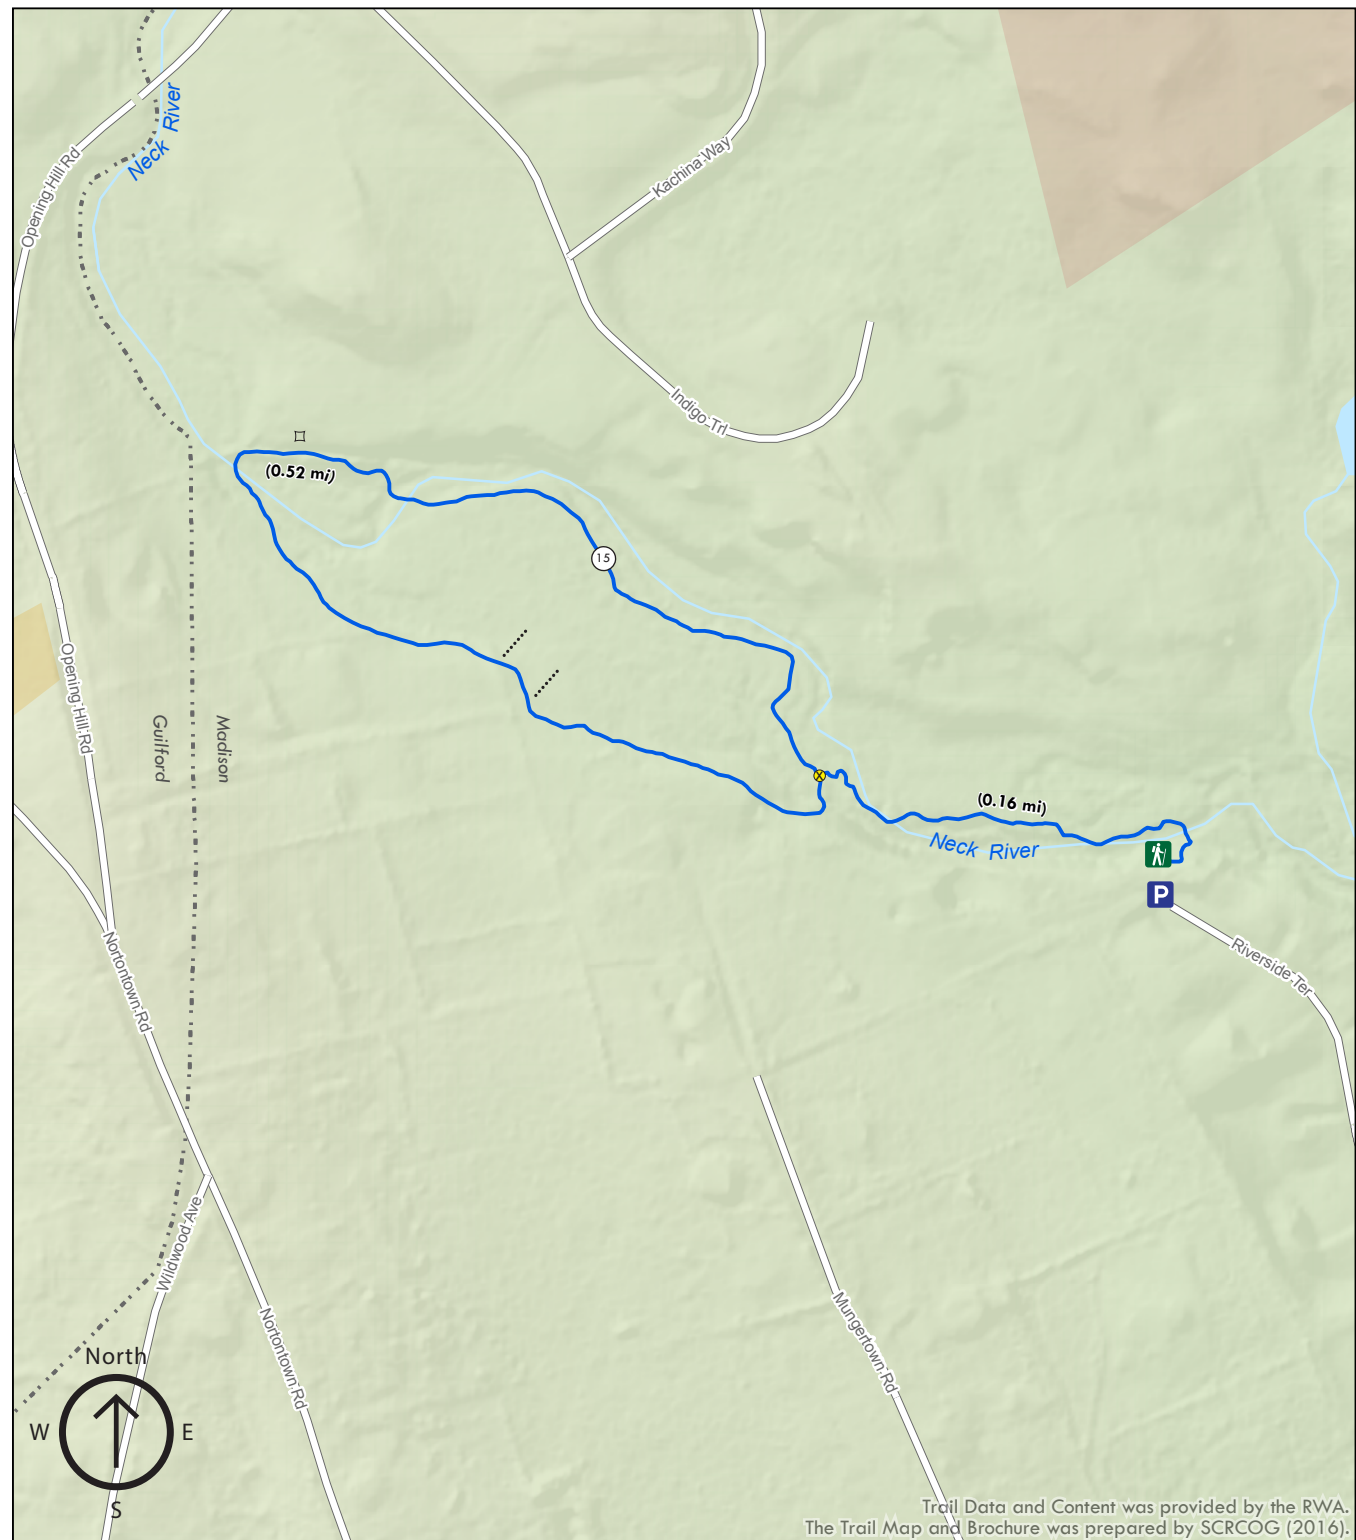 Neck River
Opening Hill Rd
Kachina Way
Indigo Trl
(0.52 mi)
15
Opening Hill Rd
Guilford
Madison
X
(0.16 mi)
Neck River
P
Nortontown Rd
Riverside Ter
Wildwood Ave
Mungertown Rd
Nortontown Rd
North
W
E
S
Trail Data and Content was provided by the RWA.
The Trail Map and Brochure was prepared by SCRCOG (2016).